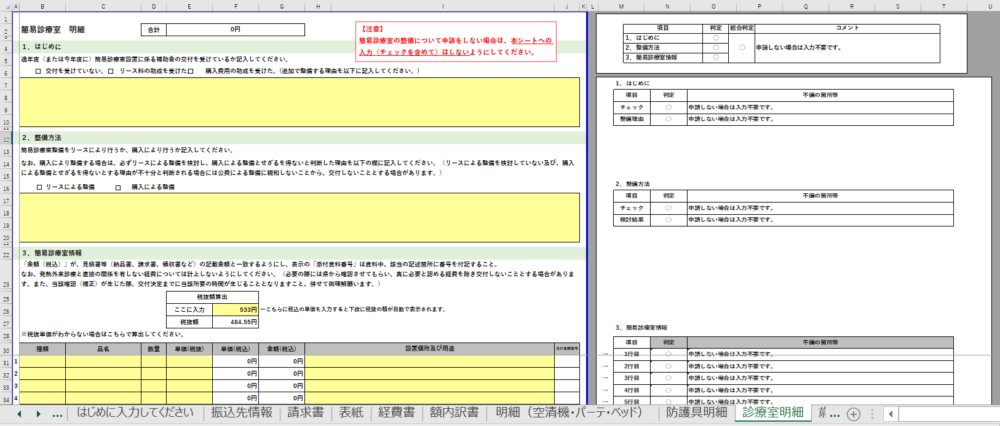 A B C D E F G H I J K L M N O P Q R S T U
1
2 簡易診療室　明細 合計 0円
【注意】
簡易診療室の整備について申請をしない場合は、本シートへの
入力（チェックを含めて）はしないようにしてください。
3
4 1．はじめに
5 過年度（または今年度に）簡易診療室設置に係る補助金の交付を受けているか記入してください。
6 □ 交付を受けていない。 □ リース料の助成を受けた □ 購入費用の助成を受けた。（追加で整備する理由を以下に記入してください。）
7
8
9
10
11
12 2．整備方法
13 簡易診療室整備をリースにより行うか、購入により行うか記入してください。
14 なお、購入により整備する場合は、必ずリースによる整備を検討し、購入による整備とせざるを得ないと判断した理由を以下の欄に記入してください。（リースによる整備を検討していない及び、購入
15 による整備とせざるを得ないとする理由が不十分と判断される場合には公費による整備に親和しないことから、交付しないこととする場合があります。）
16 □ リースによる整備 □ 購入による整備
17
18
19
20
21
22 3．簡易診療室情報
「金額（税込）」が、見積書等（納品書、請求書、領収書など）の記載金額と一致するようにし、表示の「添付資料番号」は資料中、該当の記述箇所に番号を付記すること。
なお、発熱外来診療と直接の関係を有しない経費については計上しないようにしてください。（必要の際には県から確認させてもらい、真に必要と認める経費を除き交付しないこととする場合がありま
23 す。また、当該確認（補正）が生じた際、交付決定までに当該所要の時間が生じることとなりますこと、併せて御理解願います。）
25 税抜額算出
26 ここに入力 533円 ←こちらに税込の単価を入力すると下段に税抜の額が自動で表示されます。
27 税抜額 484.55円
28 ※税抜単価がわからない場合はこちらで算出してください。
30 種類 品名 数量 単価(税抜) 単価(税込) 金額(税込) 設置個所及び用途 添付書類番号
31 1 0円 0円
32 2 0円 0円
33 3 0円 0円
34 4 0円 0円
項目 判定 総合判定 コメント
1．はじめに ○
2．整備方法 ○ ○ 申請しない場合は入力不要です。
3．簡易診療室情報 ○
1．はじめに
項目 判定 不備の箇所等
チェック ○ 申請しない場合は入力不要です。
整備理由 ○ 申請しない場合は入力不要です。
2．整備方法
項目 判定 不備の箇所等
チェック ○ 申請しない場合は入力不要です。
検討結果 ○ 申請しない場合は入力不要です。
3．簡易診療室情報
項目 判定 不備の箇所等
→ 1行目 ○ 申請しない場合は入力不要です。
→ 2行目 ○ 申請しない場合は入力不要です。
→ 3行目 ○ 申請しない場合は入力不要です。
→ 4行目 ○ 申請しない場合は入力不要です。
→ 5行目 ○ 申請しない場合は入力不要です。
... はじめに入力してください 振込先情報 請求書 表紙 経費書 額内訳書 明細（空清機・パーテ・ベッド） 防護具明細 診療室明細 ...